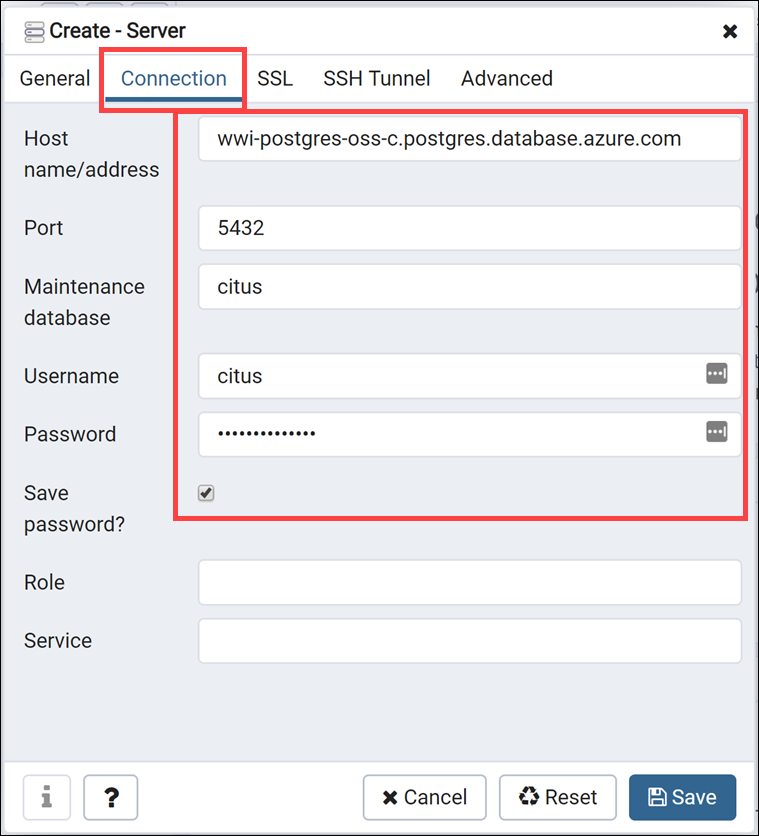 Create - Server
General Connection SSL SSH Tunnel Advanced
Host name/address
wwi-postgres-oss-c.postgres.database.azure.com
Port
5432
Maintenance database
citus
Username
citus
Password
••••••••••••••
Save password?
Role
Service
i ? Cancel Reset Save